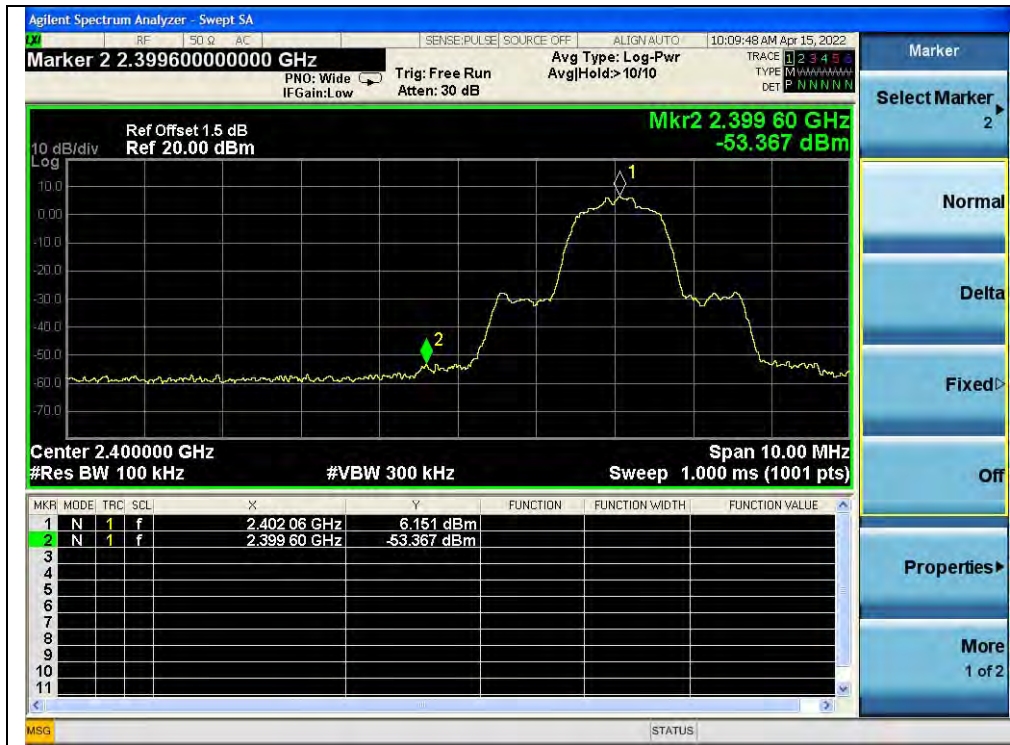 Agilent Spectrum Analyzer - Swept SA
LXI RF 50 Ω AC SENSE:PULSE SOURCE OFF ALIGN AUTO 10:09:48 AM Apr 15, 2022
Marker 2 2.399600000000 GHz
PNO: Wide
IFGain:Low
Trig: Free Run
Atten: 30 dB
Avg Type: Log-Pwr
Avg|Hold:>10/10
TRACE 1 2 3 4 5 6
TYPE M
DET P N N N N N
Mkr2 2.399 60 GHz
-53.367 dBm
Ref Offset 1.5 dB
10 dB/div Ref 20.00 dBm
Log
10.0
0.00
-10.0
-20.0
-30.0
-40.0
-50.0
-60.0
-70.0
1
2
Center 2.400000 GHz Span 10.00 MHz
#Res BW 100 kHz #VBW 300 kHz Sweep 1.000 ms (1001 pts)
MKR MODE TRC SCL X Y FUNCTION FUNCTION WIDTH FUNCTION VALUE
1 N 1 f 2.402 06 GHz 6.151 dBm
2 N 1 f 2.399 60 GHz -53.367 dBm
3
4
5
6
7
8
9
10
11
MSG STATUS
Marker
Select Marker
2
Normal
Delta
Fixed
Off
Properties
More
1 of 2